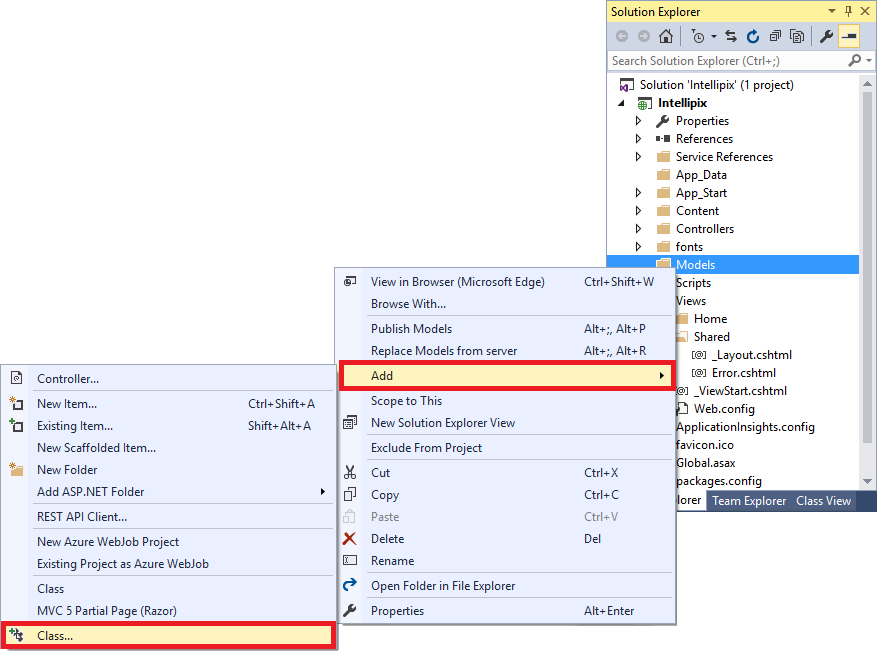 Solution Explorer
Search Solution Explorer (Ctrl+;)
Solution 'Intellipix' (1 project)
Intellipix
Properties
References
Service References
App_Data
App_Start
Content
Controllers
fonts
Models
Scripts
Views
Home
Shared
_Layout.cshtml
Error.cshtml
_ViewStart.cshtml
Web.config
ApplicationInsights.config
favicon.ico
Global.asax
packages.config
lorer Team Explorer Class View
View in Browser (Microsoft Edge) Ctrl+Shift+W
Browse With...
Publish Models Alt+;, Alt+P
Replace Models from server Alt+;, Alt+R
Add
Scope to This
New Solution Explorer View
Exclude From Project
Cut Ctrl+X
Copy Ctrl+C
Paste Ctrl+V
Delete Del
Rename
Open Folder in File Explorer
Properties Alt+Enter
Controller...
New Item... Ctrl+Shift+A
Existing Item... Shift+Alt+A
New Scaffolded Item...
New Folder
Add ASP.NET Folder
REST API Client...
New Azure WebJob Project
Existing Project as Azure WebJob
Class
MVC 5 Partial Page (Razor)
Class...